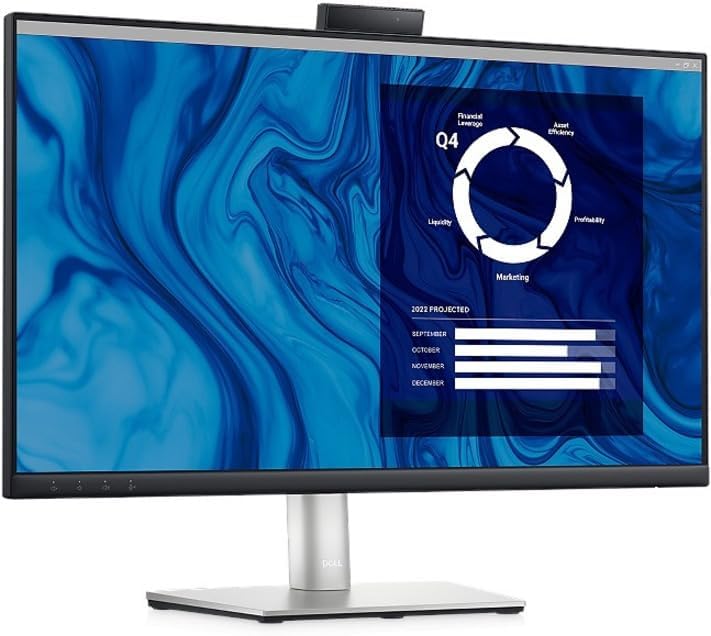 Financial
Leverage
Asset
Efficiency
Q4
Liquidity
Profitability
Marketing
2022 PROJECTED
SEPTEMBER
OCTOBER
NOVEMBER
DECEMBER
DELL